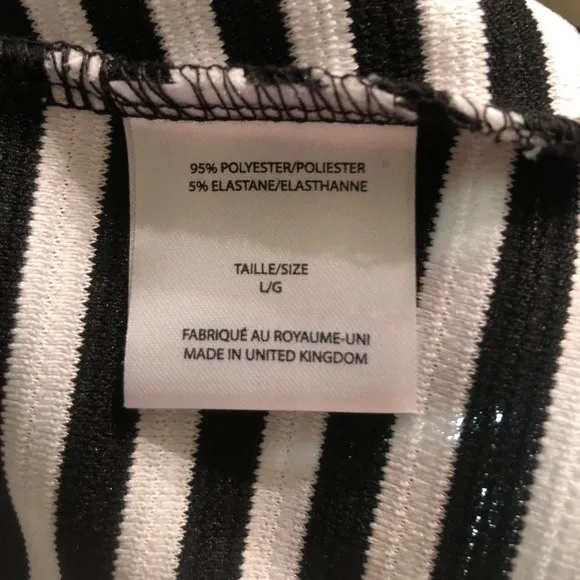 95% POLYESTER/POLIESTER
5% ELASTANE/ELASTHANNE
TAILLE/SIZE
L/G
FABRIQUÉ AU ROYAUME-UNI
MADE IN UNITED KINGDOM